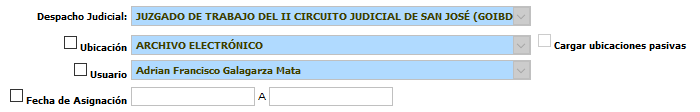 Despacho Judicial: JUZGADO DE TRABAJO DEL II CIRCUITO JUDICIAL DE SAN JOSÉ (GOIBD
Ubicación ARCHIVO ELECTRÓNICO Cargar ubicaciones pasivas
Usuario Adrian Francisco Galagarza Mata
Fecha de Asignación A